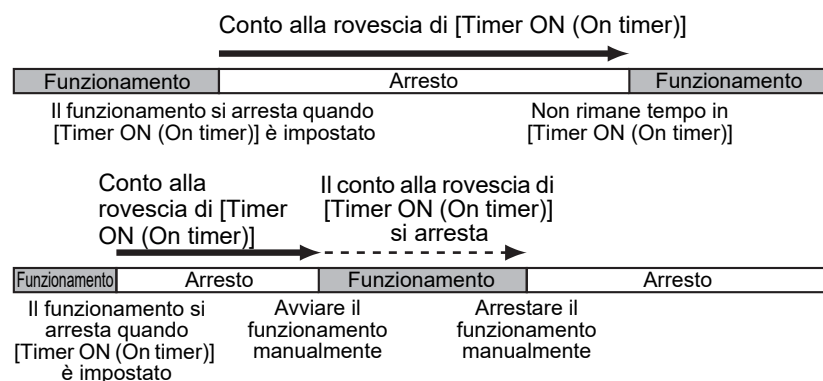 Conto alla rovescia di [Timer ON (On timer)]
Funzionamento
Arresto
Funzionamento
Il funzionamento si arresta quando
[Timer ON (On timer)] è impostato
Non rimane tempo in
[Timer ON (On timer)]
Conto alla
rovescia di [Timer
ON (On timer)]
Il conto alla rovescia di
[Timer ON (On timer)]
si arresta
Funzionamento
Arresto
Funzionamento
Arresto
Il funzionamento si
arresta quando
[Timer ON (On timer)]
è impostato
Avviare il
funzionamento
manualmente
Arrestare il
funzionamento
manualmente